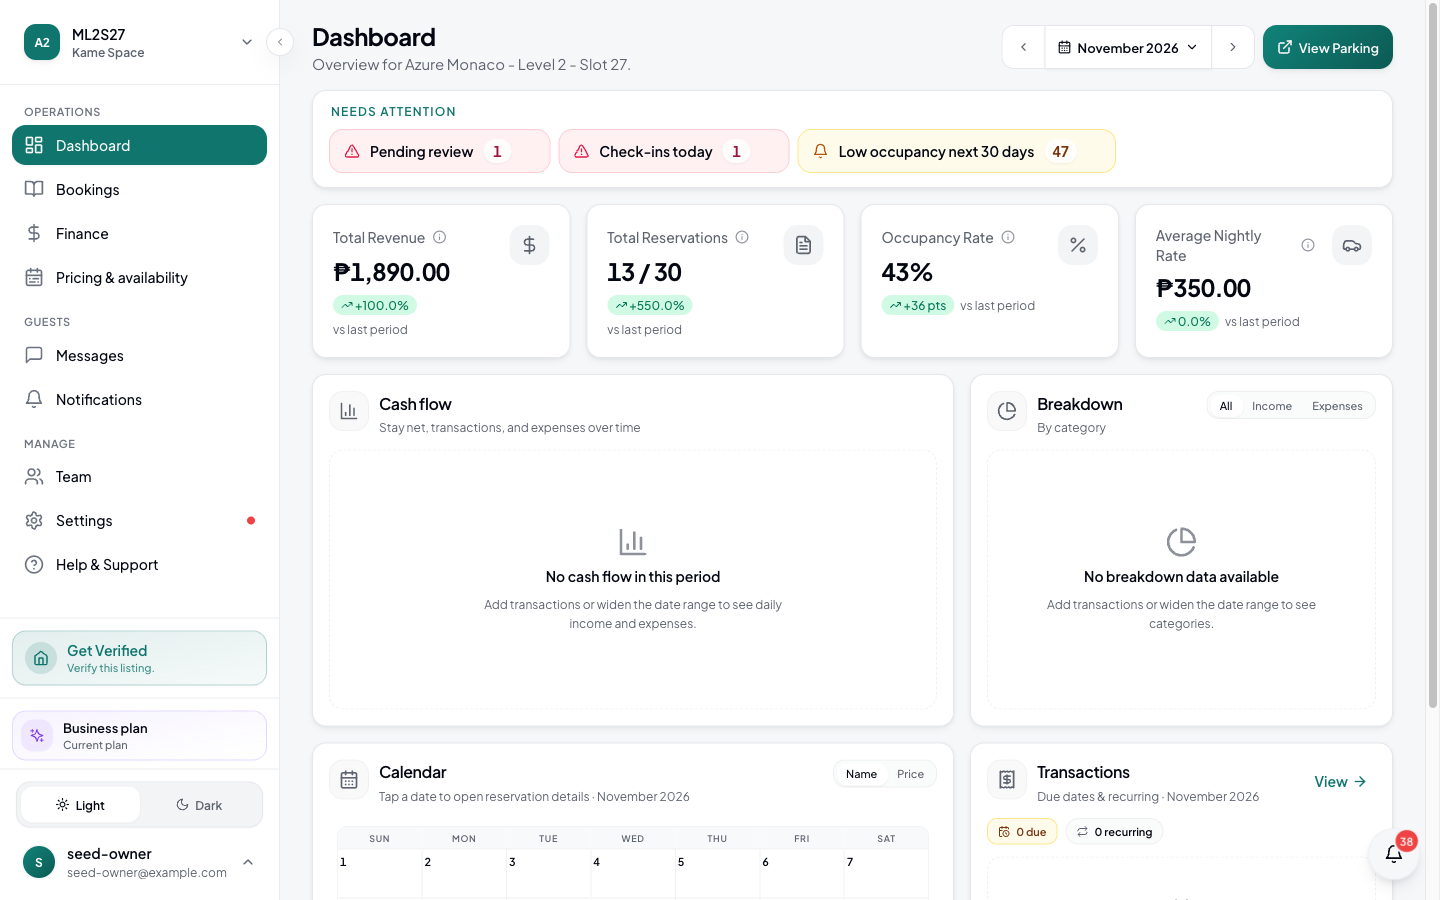 A2
ML2S27
Kame Space
OPERATIONS
Dashboard
Bookings
Finance
Pricing & availability
GUESTS
Messages
Notifications
MANAGE
Team
Settings
Help & Support
Get Verified
Verify this listing.
Business plan
Current plan
Light
Dark
S
seed-owner
seed-owner@example.com
Dashboard
Overview for Azure Monaco - Level 2 - Slot 27.
November 2026
View Parking
NEEDS ATTENTION
Pending review 1
Check-ins today 1
Low occupancy next 30 days 47
Total Revenue
₱1,890.00
+100.0%
vs last period
Total Reservations
13 / 30
+550.0%
vs last period
Occupancy Rate
43%
+36 pts vs last period
Average Nightly
Rate
₱350.00
0.0% vs last period
Cash flow
Stay net, transactions, and expenses over time
No cash flow in this period
Add transactions or widen the date range to see daily
income and expenses.
Breakdown
By category
All Income Expenses
No breakdown data available
Add transactions or widen the date range to see
categories.
Calendar
Tap a date to open reservation details · November 2026
Name Price
SUN MON TUE WED THU FRI SAT
1 2 3 4 5 6 7
Transactions
Due dates & recurring · November 2026
View
0 due
0 recurring
38